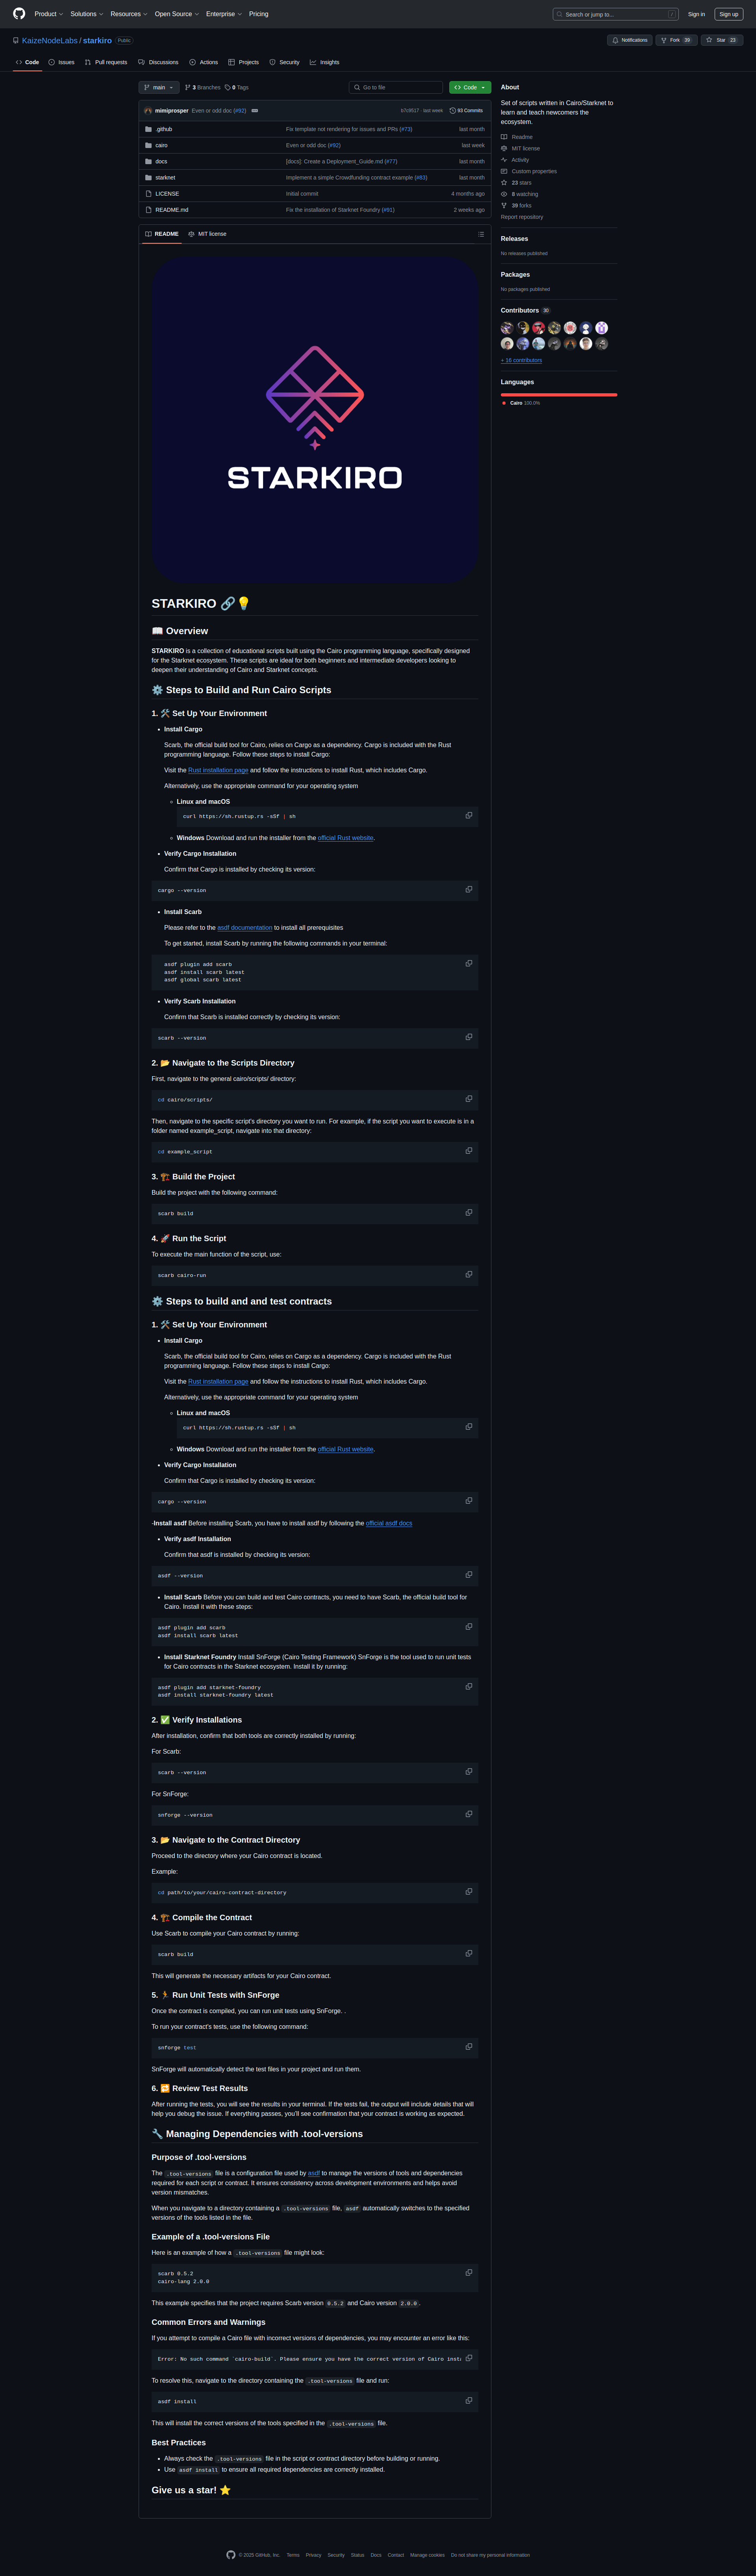 Product Solutions Resources Open Source Enterprise Pricing Search or jump to... / Sign in Sign up
KaizeNodeLabs / starkiro Public Notifications Fork 39 Star 23
Code Issues Pull requests Discussions Actions Projects Security Insights
main 3 Branches 0 Tags Go to file Code
mimiprosper Even or odd doc (#92) · last week 93 Commits
.github Fix template not rendering for issues and PRs (#73) last month
cairo Even or odd doc (#92) last week
docs [docs]: Create a Deployment_Guide.md (#77) last month
starknet Implement a simple Crowdfunding contract example (#83) last month
LICENSE Initial commit 4 months ago
README.md Fix the installation of Starknet Foundry (#91) 2 weeks ago
About
Set of scripts written in Cairo/Starknet to
learn and teach newcomers the
ecosystem.
Readme
MIT license
Activity
Custom properties
23 stars
8 watching
39 forks
Report repository
Releases
No releases published
Packages
No packages published
Contributors 30
+ 16 contributors
Languages
Cairo 100.0%
README MIT license
STARKIRO
STARKIRO 🔗💡
📖 Overview
STARKIRO is a collection of educational scripts built using the Cairo programming language, specifically designed
for the Starknet ecosystem. These scripts are ideal for both beginners and intermediate developers looking to
deepen their understanding of Cairo and Starknet concepts.
⚙️ Steps to Build and Run Cairo Scripts
1. 🛠️ Set Up Your Environment
Install Cargo
Scarb, the official build tool for Cairo, relies on Cargo as a dependency. Cargo is included with the Rust
programming language. Follow these steps to install Cargo:
Visit the Rust installation page and follow the instructions to install Rust, which includes Cargo.
Alternatively, use the appropriate command for your operating system
Linux and macOS
curl https://sh.rustup.rs -sSf | sh
Windows Download and run the installer from the official Rust website.
Verify Cargo Installation
Confirm that Cargo is installed by checking its version:
cargo --version
Install Scarb
Please refer to the asdf documentation to install all prerequisites
To get started, install Scarb by running the following commands in your terminal:
asdf plugin add scarb
asdf install scarb latest
asdf global scarb latest
Verify Scarb Installation
Confirm that Scarb is installed correctly by checking its version:
scarb --version
2. 📂 Navigate to the Scripts Directory
First, navigate to the general cairo/scripts/ directory:
cd cairo/scripts/
Then, navigate to the specific script's directory you want to run. For example, if the script you want to execute is in a
folder named example_script, navigate into that directory:
cd example_script
3. 🏗️ Build the Project
Build the project with the following command:
scarb build
4. 🚀 Run the Script
To execute the main function of the script, use:
scarb cairo-run
⚙️ Steps to build and and test contracts
1. 🛠️ Set Up Your Environment
Install Cargo
Scarb, the official build tool for Cairo, relies on Cargo as a dependency. Cargo is included with the Rust
programming language. Follow these steps to install Cargo:
Visit the Rust installation page and follow the instructions to install Rust, which includes Cargo.
Alternatively, use the appropriate command for your operating system
Linux and macOS
curl https://sh.rustup.rs -sSf | sh
Windows Download and run the installer from the official Rust website.
Verify Cargo Installation
Confirm that Cargo is installed by checking its version:
cargo --version
-Install asdf Before installing Scarb, you have to install asdf by following the official asdf docs
Verify asdf Installation
Confirm that asdf is installed by checking its version:
asdf --version
Install Scarb Before you can build and test Cairo contracts, you need to have Scarb, the official build tool for
Cairo. Install it with these steps:
asdf plugin add scarb
asdf install scarb latest
Install Starknet Foundry Install SnForge (Cairo Testing Framework) SnForge is the tool used to run unit tests
for Cairo contracts in the Starknet ecosystem. Install it by running:
asdf plugin add starknet-foundry
asdf install starknet-foundry latest
2. ✅ Verify Installations
After installation, confirm that both tools are correctly installed by running:
For Scarb:
scarb --version
For SnForge:
snforge --version
3. 📂 Navigate to the Contract Directory
Proceed to the directory where your Cairo contract is located.
Example:
cd path/to/your/cairo-contract-directory
4. 🏗️ Compile the Contract
Use Scarb to compile your Cairo contract by running:
scarb build
This will generate the necessary artifacts for your Cairo contract.
5. 🏃 Run Unit Tests with SnForge
Once the contract is compiled, you can run unit tests using SnForge. .
To run your contract's tests, use the following command:
snforge test
SnForge will automatically detect the test files in your project and run them.
6. 🔁 Review Test Results
After running the tests, you will see the results in your terminal. If the tests fail, the output will include details that will
help you debug the issue. If everything passes, you'll see confirmation that your contract is working as expected.
🔧 Managing Dependencies with .tool-versions
Purpose of .tool-versions
The .tool-versions file is a configuration file used by asdf to manage the versions of tools and dependencies
required for each script or contract. It ensures consistency across development environments and helps avoid
version mismatches.
When you navigate to a directory containing a .tool-versions file, asdf automatically switches to the specified
versions of the tools listed in the file.
Example of a .tool-versions File
Here is an example of how a .tool-versions file might look:
scarb 0.5.2
cairo-lang 2.0.0
This example specifies that the project requires Scarb version 0.5.2 and Cairo version 2.0.0 .
Common Errors and Warnings
If you attempt to compile a Cairo file with incorrect versions of dependencies, you may encounter an error like this:
Error: No such command `cairo-build`. Please ensure you have the correct version of Cairo insta
To resolve this, navigate to the directory containing the .tool-versions file and run:
asdf install
This will install the correct versions of the tools specified in the .tool-versions file.
Best Practices
Always check the .tool-versions file in the script or contract directory before building or running.
Use asdf install to ensure all required dependencies are correctly installed.
Give us a star! ⭐
© 2025 GitHub, Inc. Terms Privacy Security Status Docs Contact Manage cookies Do not share my personal information